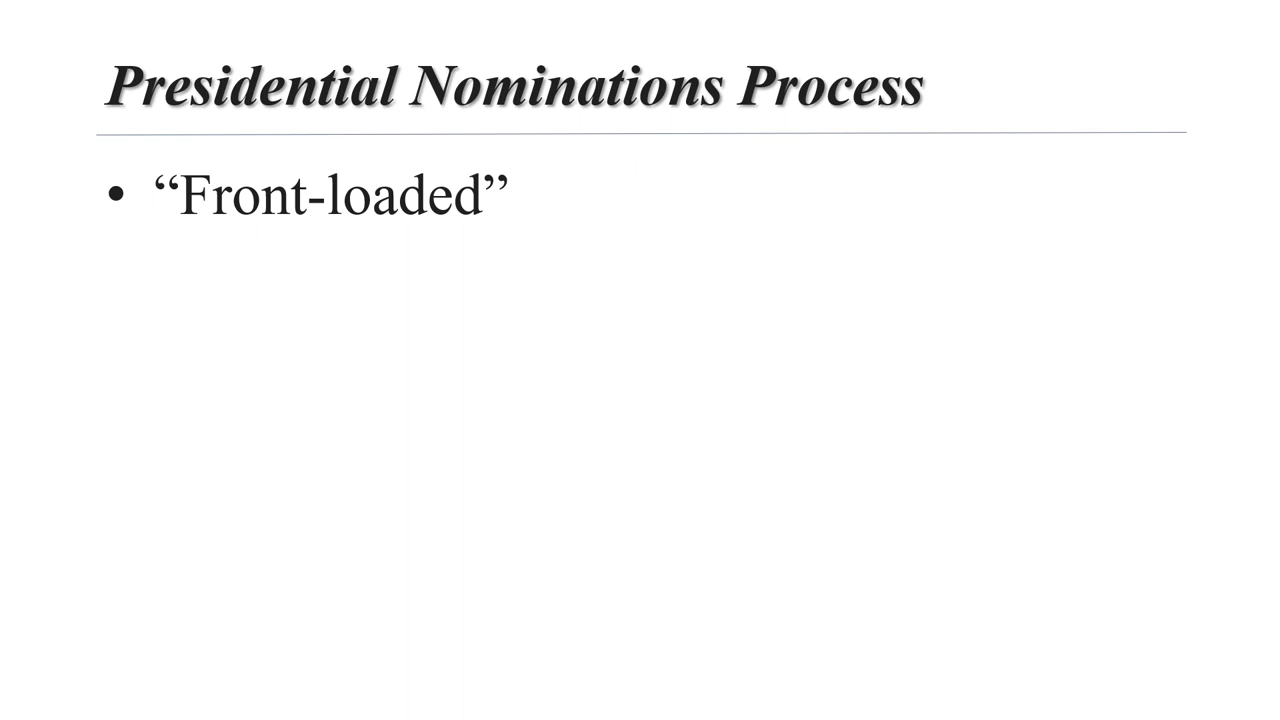 Presidential Nominations Process
• “Front-loaded”